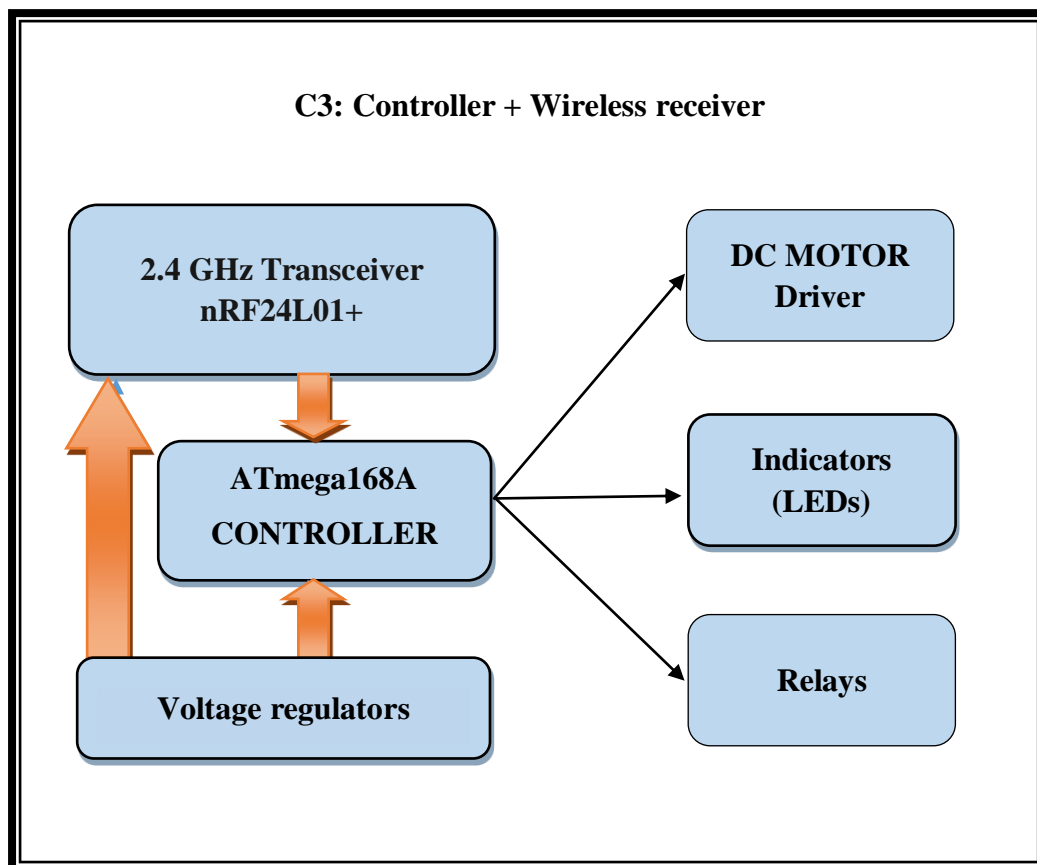 C3: Controller + Wireless receiver
2.4 GHz Transceiver
nRF24L01+
DC MOTOR
Driver
ATmega168A
CONTROLLER
Indicators
(LEDs)
Voltage regulators
Relays